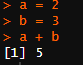 > a = 2
> b = 3
> a + b
[1] 5